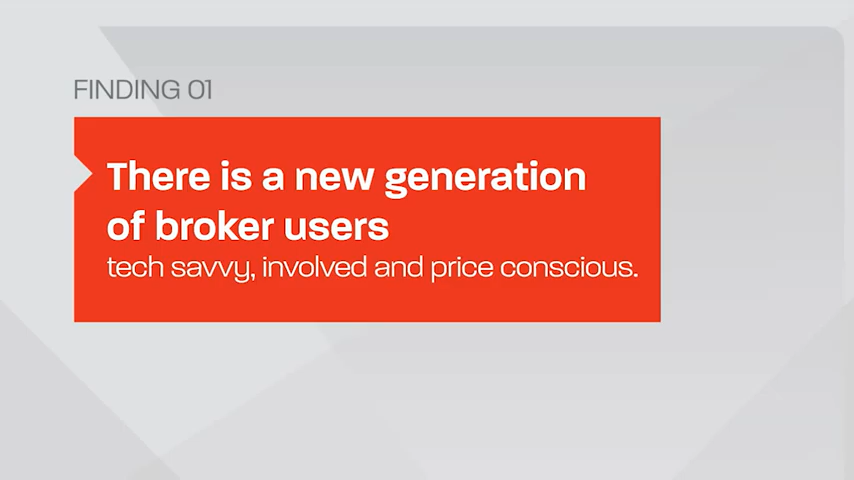 FINDING 01
There is a new generation
of broker users
tech savvy, involved and price conscious.